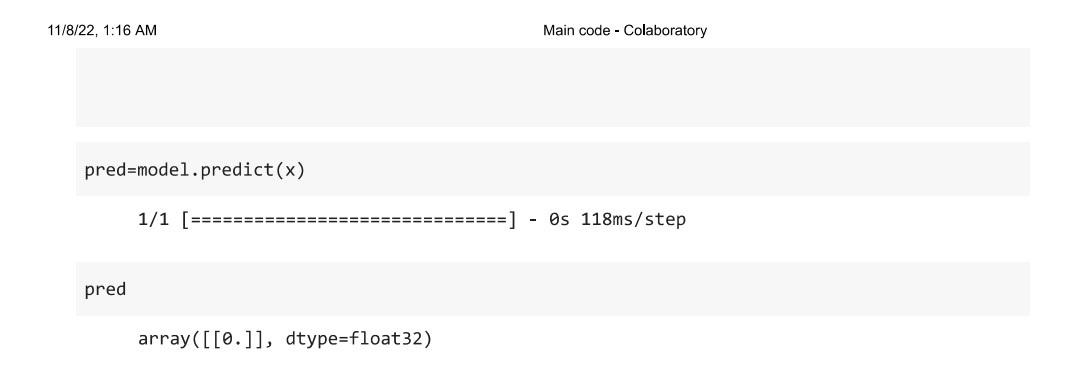 11/8/22, 1:16 AM Main code - Colaboratory
pred=model.predict(x)
1/1 [==============================] - 0s 118ms/step
pred
array([[0.]], dtype=float32)